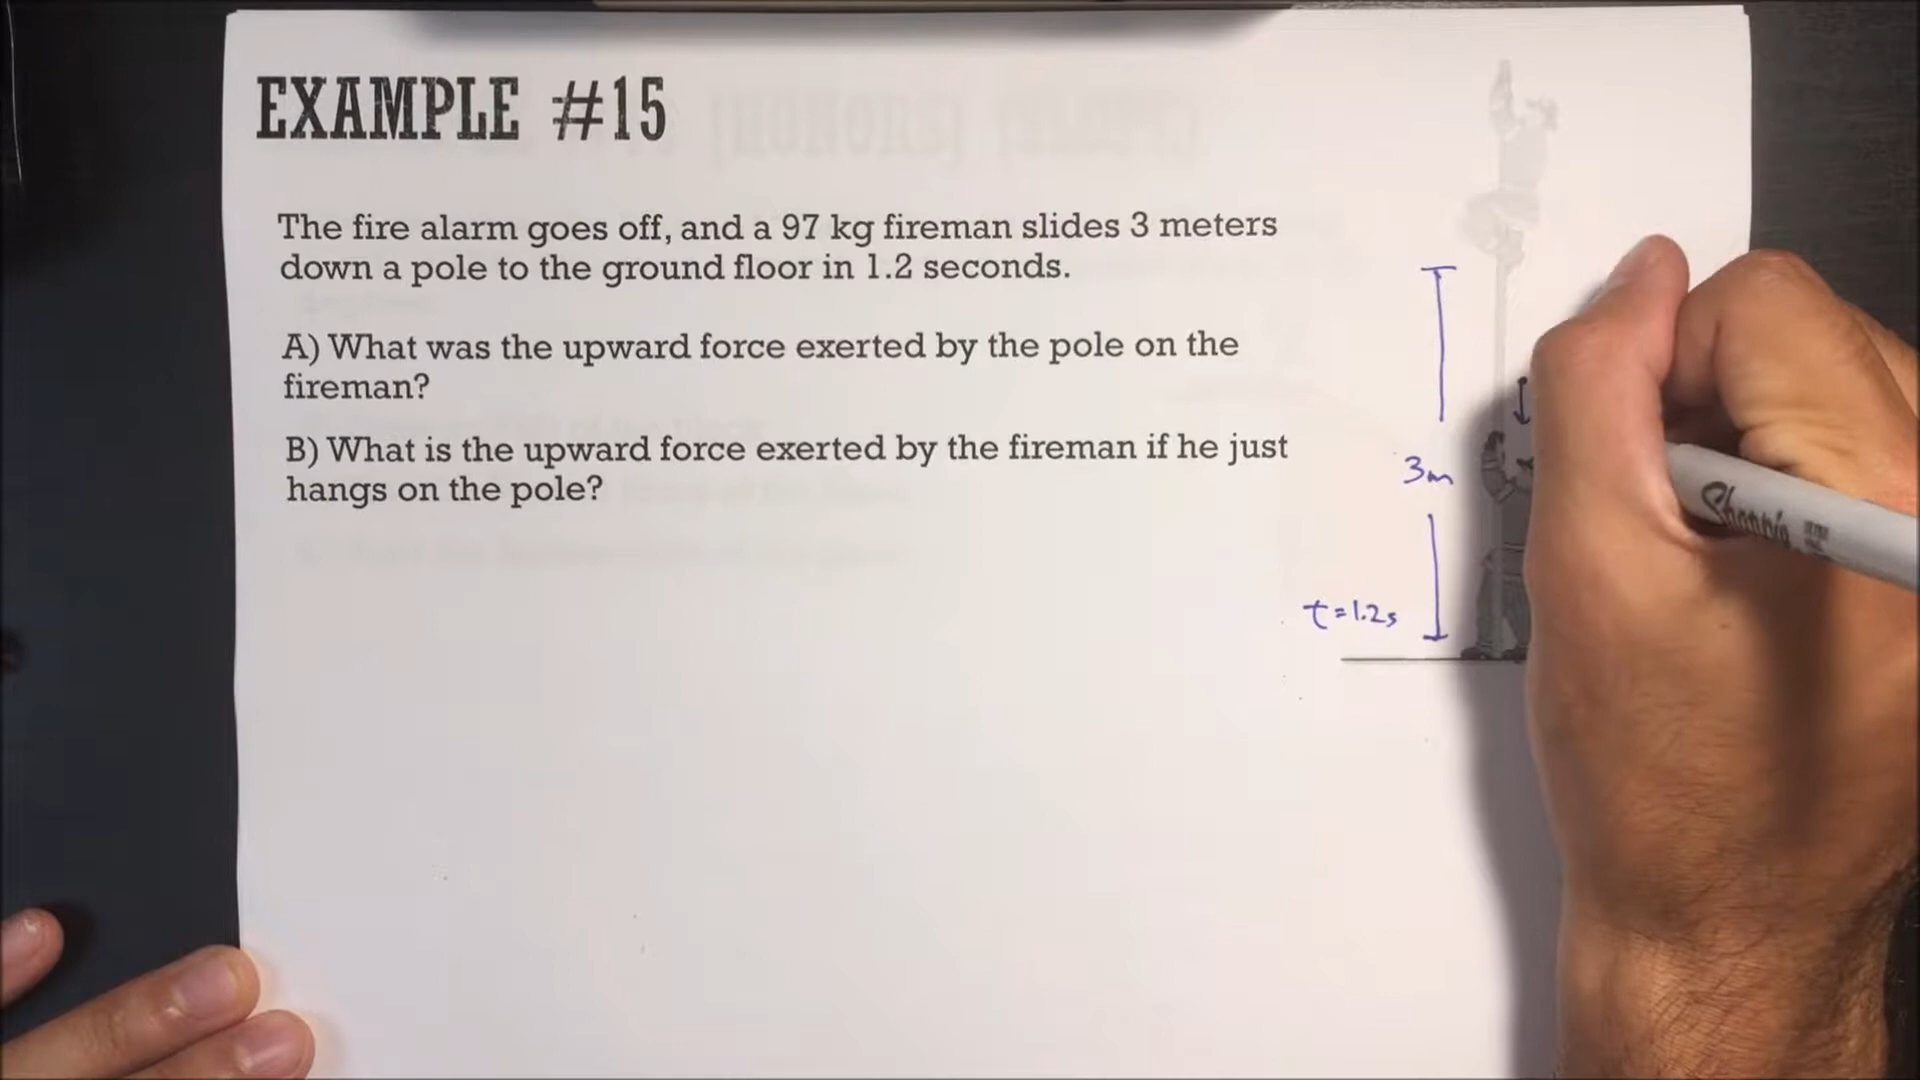 EXAMPLE #15
The fire alarm goes off, and a 97 kg fireman slides 3 meters
down a pole to the ground floor in 1.2 seconds.
A) What was the upward force exerted by the pole on the
fireman?
B) What is the upward force exerted by the fireman if he just
hangs on the pole?
3m
t=1.2s
Sharpie